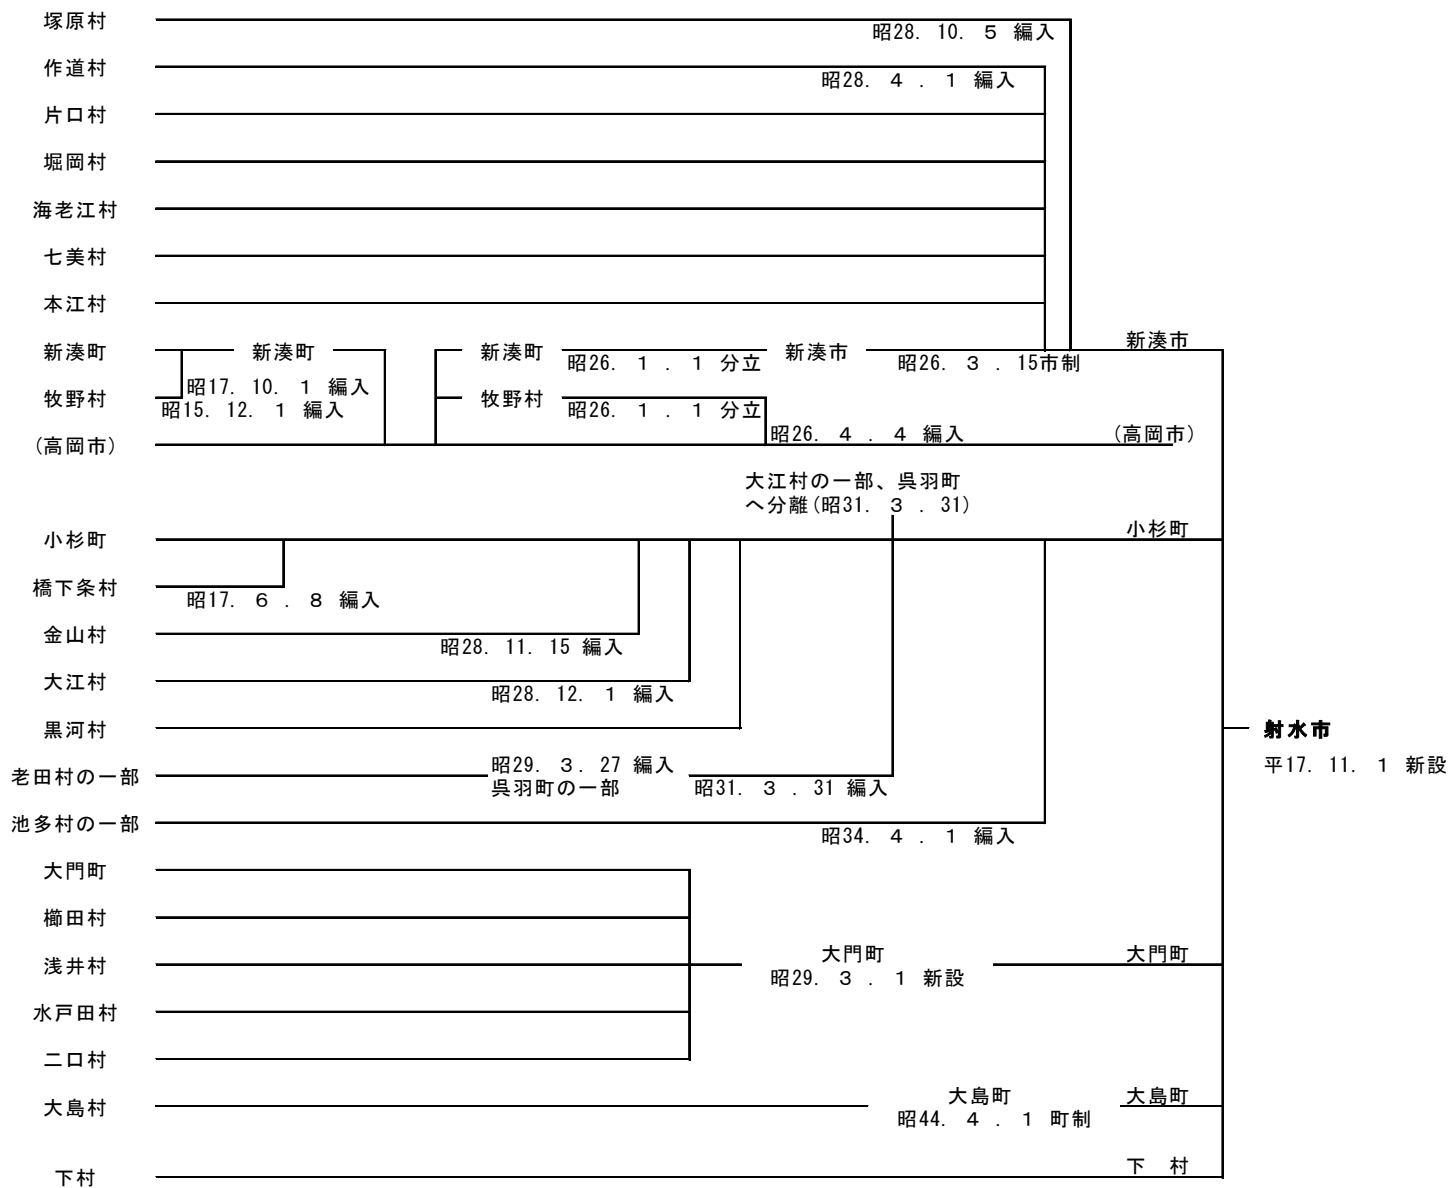 塚原村
昭28. 10. ５ 編入
作道村
昭28. ４ . １ 編入
片口村
堀岡村
海老江村
七美村
本江村
新湊市
新湊町 新湊町 新湊町 新湊市
昭26. １ . １ 分立 昭26. ３ . 15市制
昭17. 10. １ 編入
牧野村 牧野村
昭15. 12. １ 編入 昭26. １ . １ 分立
(高岡市) 昭26. ４ . ４ 編入 (高岡市)
大江村の一部、呉羽町
へ分離(昭31. ３ . 31)
小杉町 小杉町
橋下条村
昭17. ６ . ８ 編入
金山村
昭28. 11. 15 編入
大江村
昭28. 12. １ 編入
黒河村
射水市
平17. 11. １ 新設
老田村の一部 昭29. ３. 27 編入
呉羽町の一部 昭31. ３ . 31 編入
池多村の一部
昭34. ４ . １ 編入
大門町
櫛田村
浅井村 大門町 大門町
昭29. ３ . １ 新設
水戸田村
二口村
大島村 大島町 大島町
昭44. ４ . １ 町制
下村 下　村